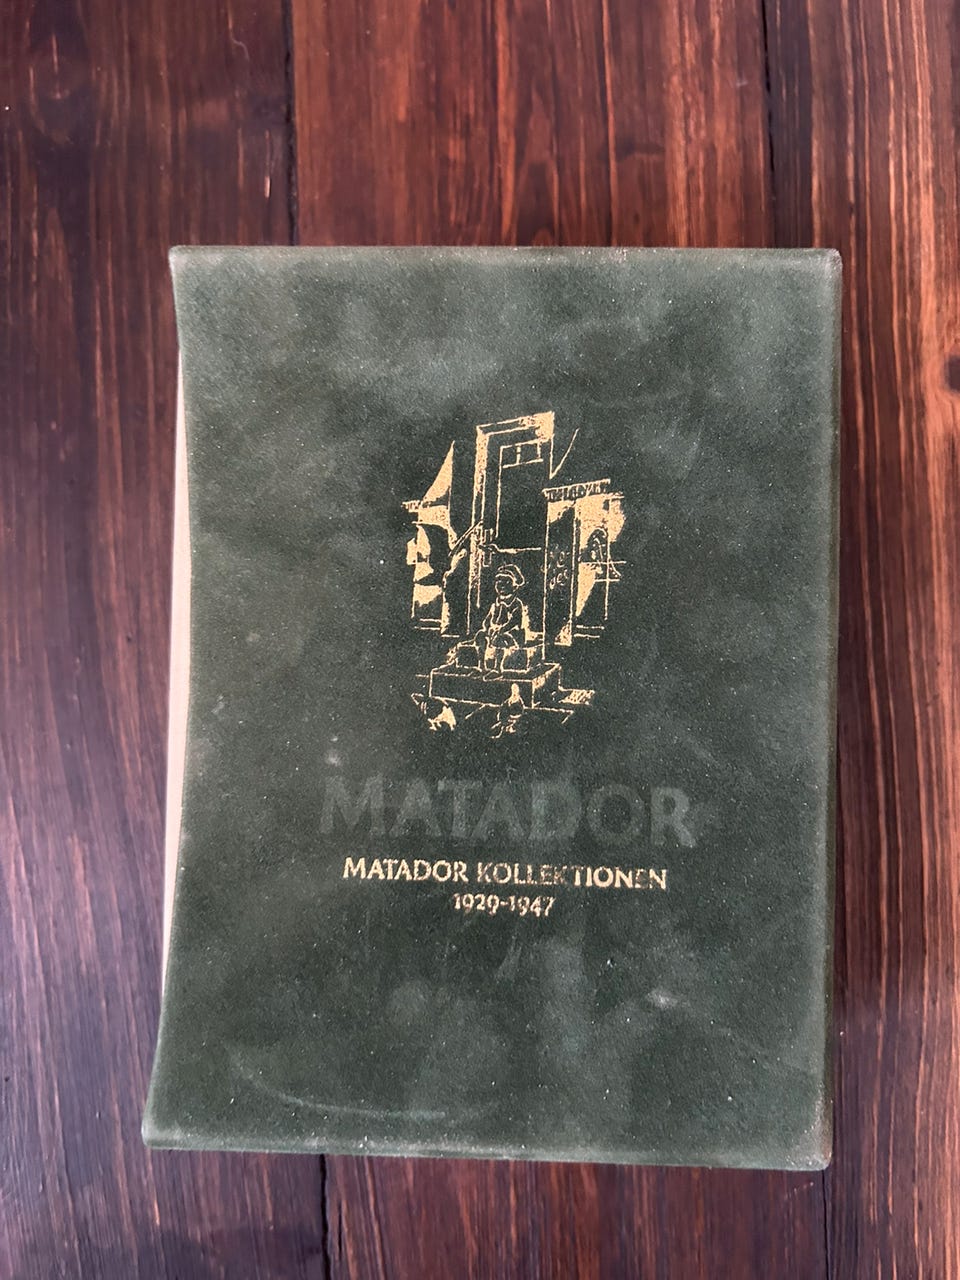 MATADOR
MATADOR KOLLEKTIONEN
1929-1947